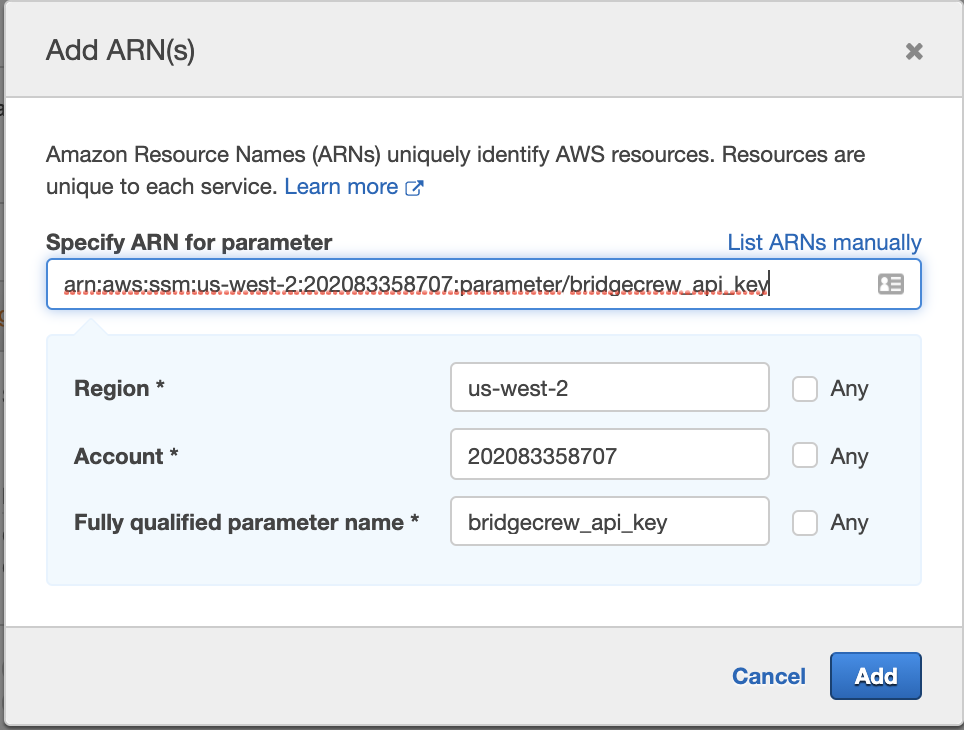 Add ARN(s)
Amazon Resource Names (ARNs) uniquely identify AWS resources. Resources are
unique to each service. Learn more
Specify ARN for parameter List ARNs manually
arn:aws:ssm:us-west-2:202083358707:parameter/bridgecrew_api_key
Region * us-west-2 Any
Account * 202083358707 Any
Fully qualified parameter name * bridgecrew_api_key Any
Cancel Add